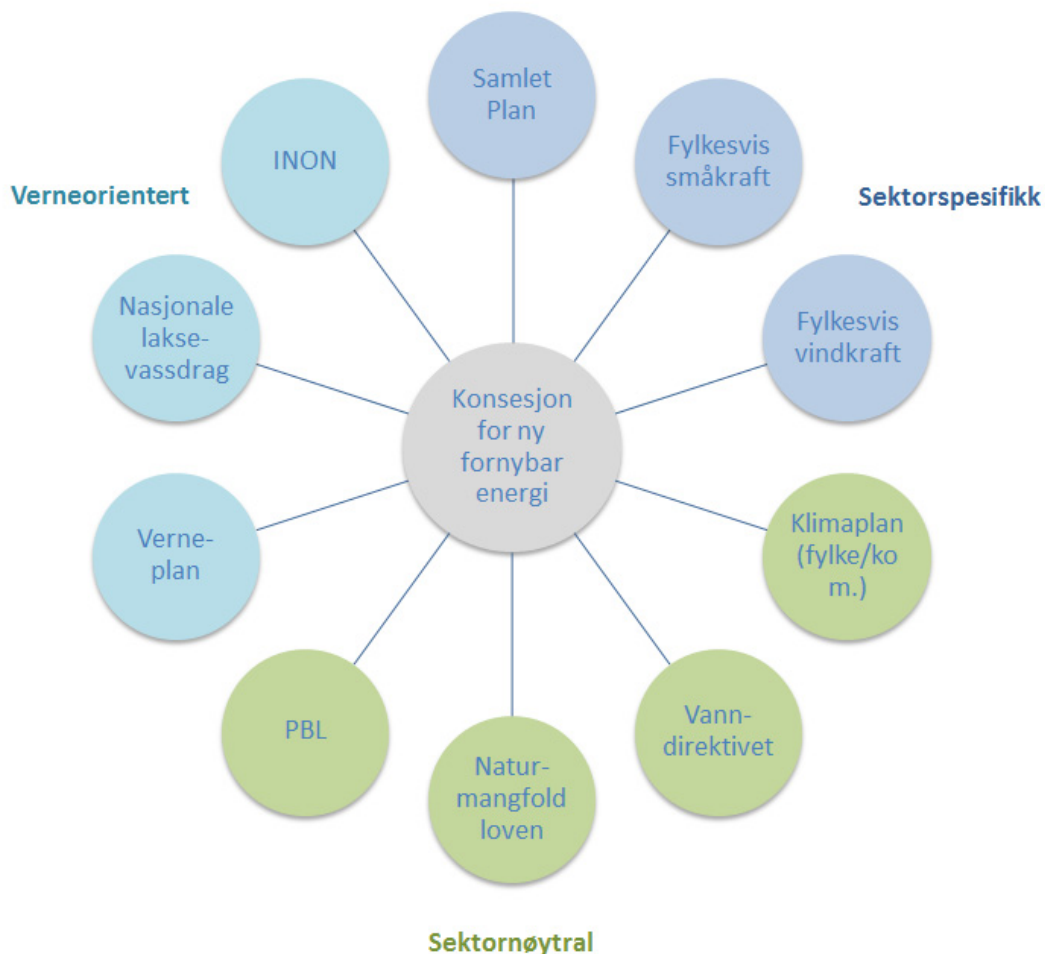 Samlet
Plan
Fylkesvis
småkraft
Sektorspesifikk
Fylkesvis
vindkraft
Klimaplan
(fylke/ko
m.)
Vann-
direktivet
Natur-
mangfold
loven
Sektornøytral
PBL
Verne-
plan
Nasjonale
lakse-
vassdrag
Verneorientert
INON
Konsesjon
for ny
fornybar
energi